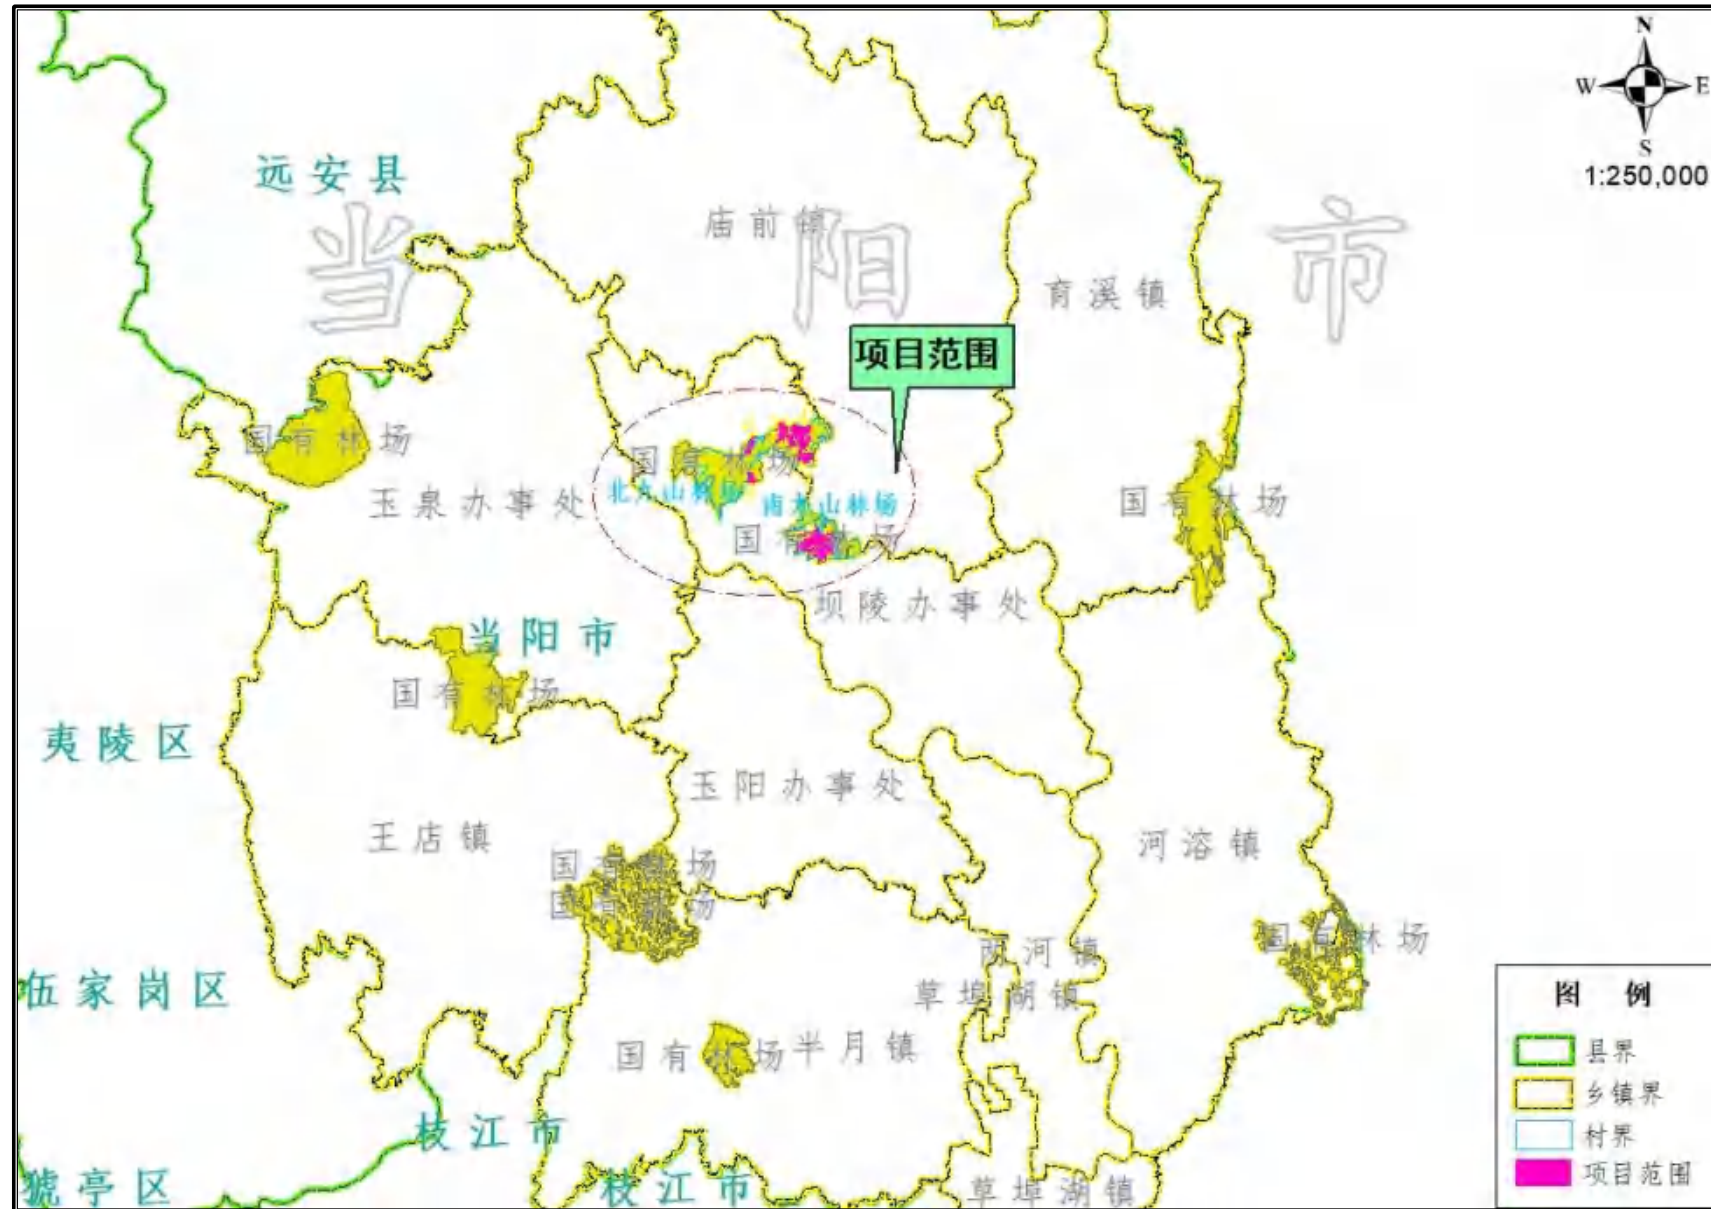 N
W
E
S
1:250,000
远安县
当阳市
庙前镇
育溪镇
项目范围
国有林场
国有林场
北九山林场
南九山林场
玉泉办事处
国有林场
国有林场
坝陵办事处
当阳市
国有林场
夷陵区
玉阳办事处
王店镇
河溶镇
国有林场
国有林场
国有林场
两河镇
草埠湖镇
伍家岗区
国有林场
半月镇
枝江市
枝江市
猇亭区
草埠湖镇
图 例
县界
乡镇界
村界
项目范围